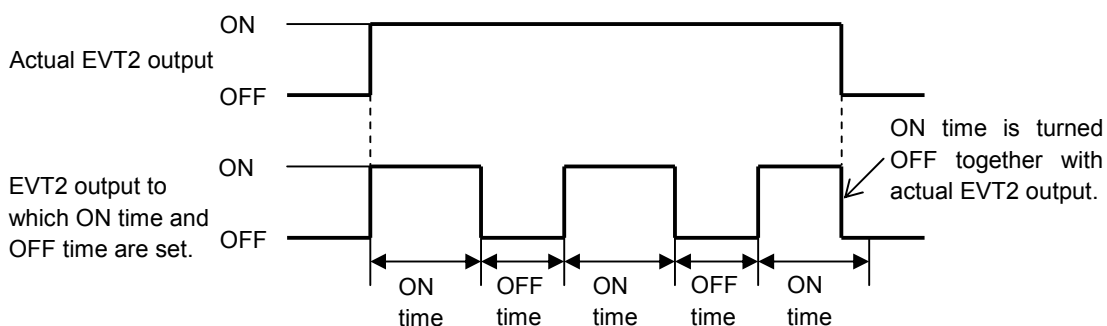 ON
Actual EVT2 output
OFF
ON time is turned
OFF together with
actual EVT2 output.
ON
EVT2 output to
which ON time and
OFF time are set.
OFF
ON
time
OFF
time
ON
time
OFF
time
ON
time